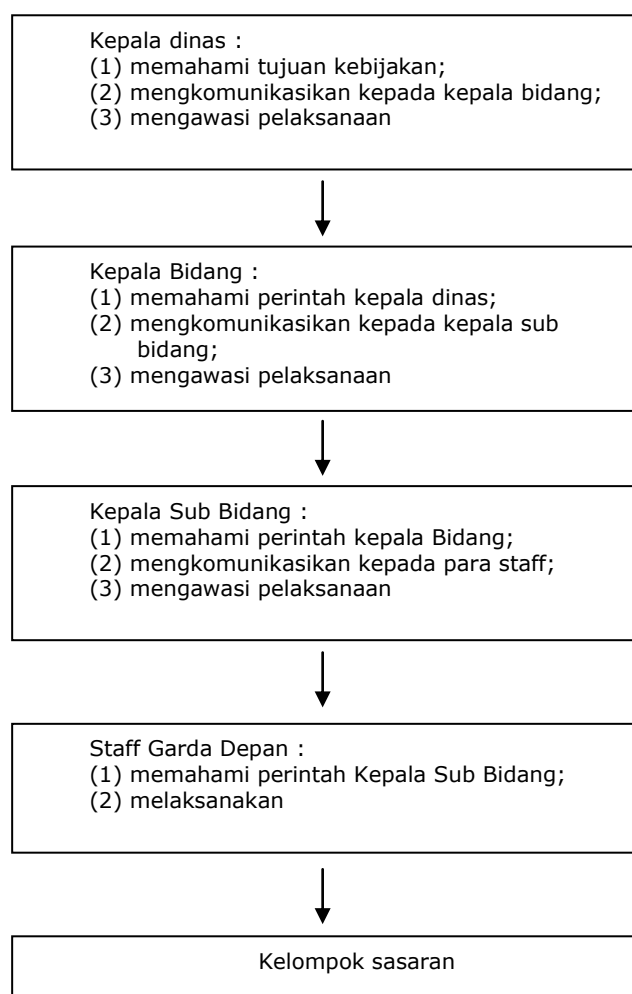 Kepala dinas :
(1) memahami tujuan kebijakan;
(2) mengkomunikasikan kepada kepala bidang;
(3) mengawasi pelaksanaan
Kepala Bidang :
(1) memahami perintah kepala dinas;
(2) mengkomunikasikan kepada kepala sub
bidang;
(3) mengawasi pelaksanaan
Kepala Sub Bidang :
(1) memahami perintah kepala Bidang;
(2) mengkomunikasikan kepada para staff;
(3) mengawasi pelaksanaan
Staff Garda Depan :
(1) memahami perintah Kepala Sub Bidang;
(2) melaksanakan
Kelompok sasaran